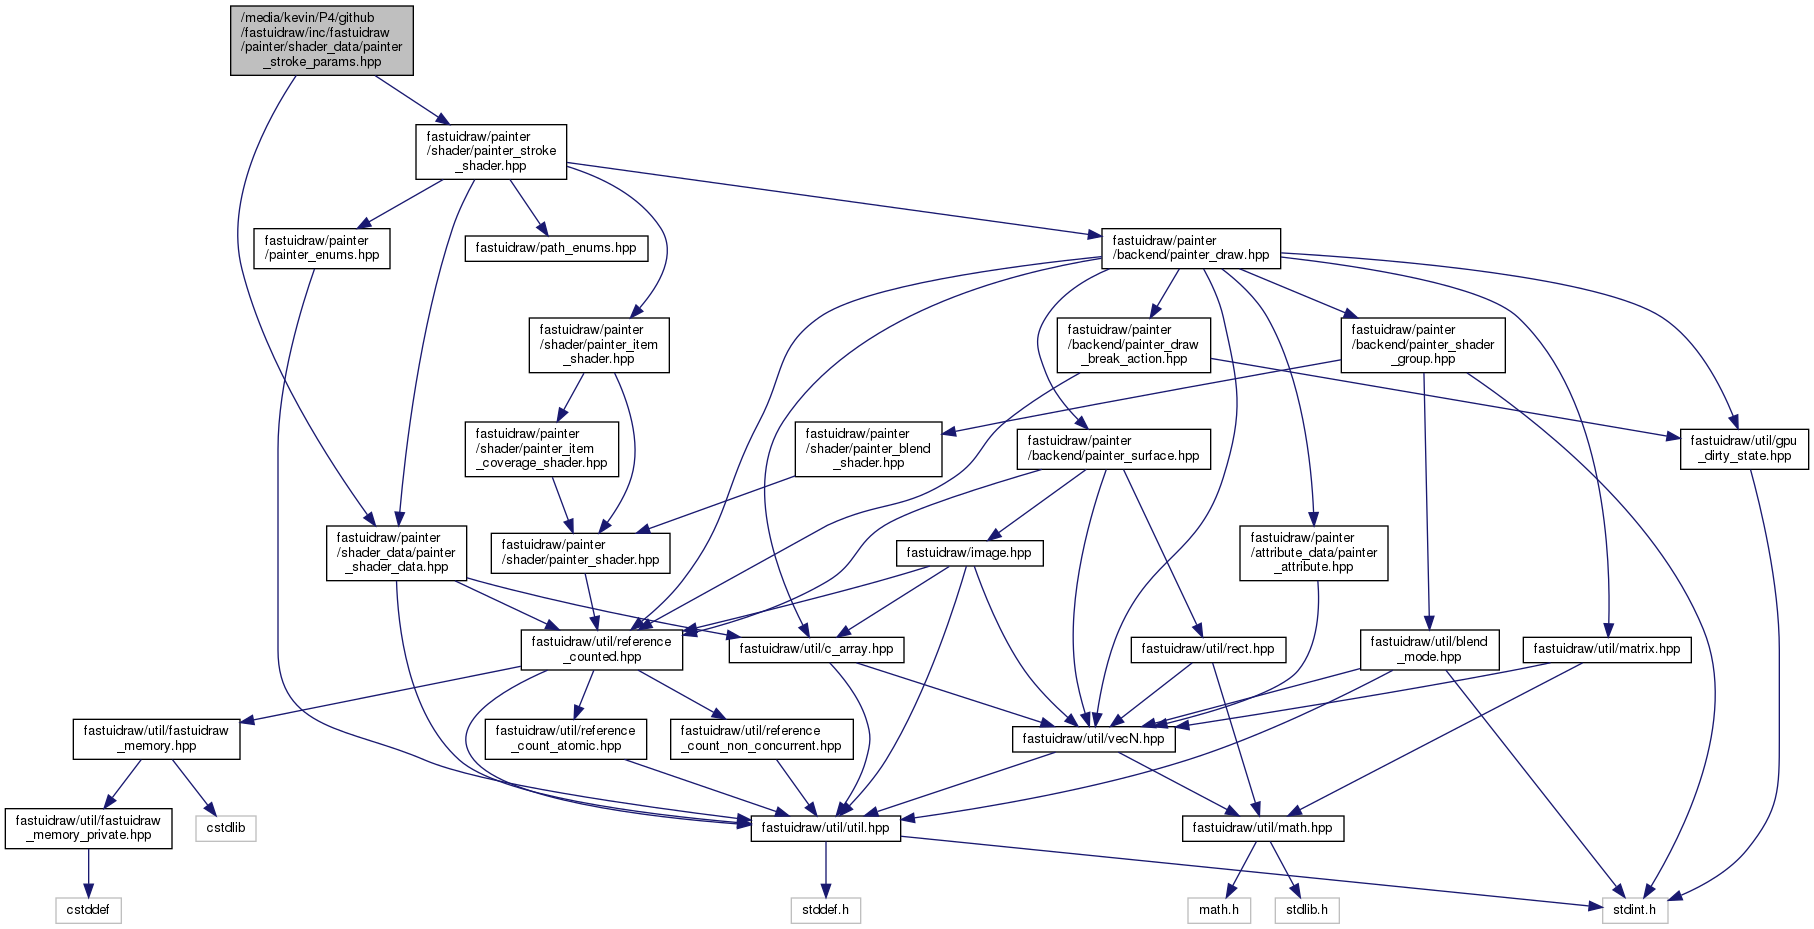 /media/kevin/P4/github
/fastuidraw/inc/fastuidraw
/painter/shader_data/painter
_stroke_params.hpp
fastuidraw/painter
/shader/painter_stroke
_shader.hpp
fastuidraw/painter
/painter_enums.hpp
fastuidraw/path_enums.hpp
fastuidraw/painter
/backend/painter_draw.hpp
fastuidraw/painter
/shader/painter_item
_shader.hpp
fastuidraw/painter
/backend/painter_draw
_break_action.hpp
fastuidraw/painter
/backend/painter_shader
_group.hpp
fastuidraw/painter
/shader/painter_item
_coverage_shader.hpp
fastuidraw/painter
/shader/painter_blend
_shader.hpp
fastuidraw/painter
/backend/painter_surface.hpp
fastuidraw/util/gpu
_dirty_state.hpp
fastuidraw/painter
/shader_data/painter
_shader_data.hpp
fastuidraw/painter
/shader/painter_shader.hpp
fastuidraw/image.hpp
fastuidraw/painter
/attribute_data/painter
_attribute.hpp
fastuidraw/util/reference
_counted.hpp
fastuidraw/util/c_array.hpp
fastuidraw/util/rect.hpp
fastuidraw/util/blend
_mode.hpp
fastuidraw/util/matrix.hpp
fastuidraw/util/fastuidraw
_memory.hpp
fastuidraw/util/reference
_count_atomic.hpp
fastuidraw/util/reference
_count_non_concurrent.hpp
fastuidraw/util/vecN.hpp
fastuidraw/util/fastuidraw
_memory_private.hpp
cstdlib
fastuidraw/util/util.hpp
fastuidraw/util/math.hpp
cstddef
stddef.h
math.h
stdlib.h
stdint.h